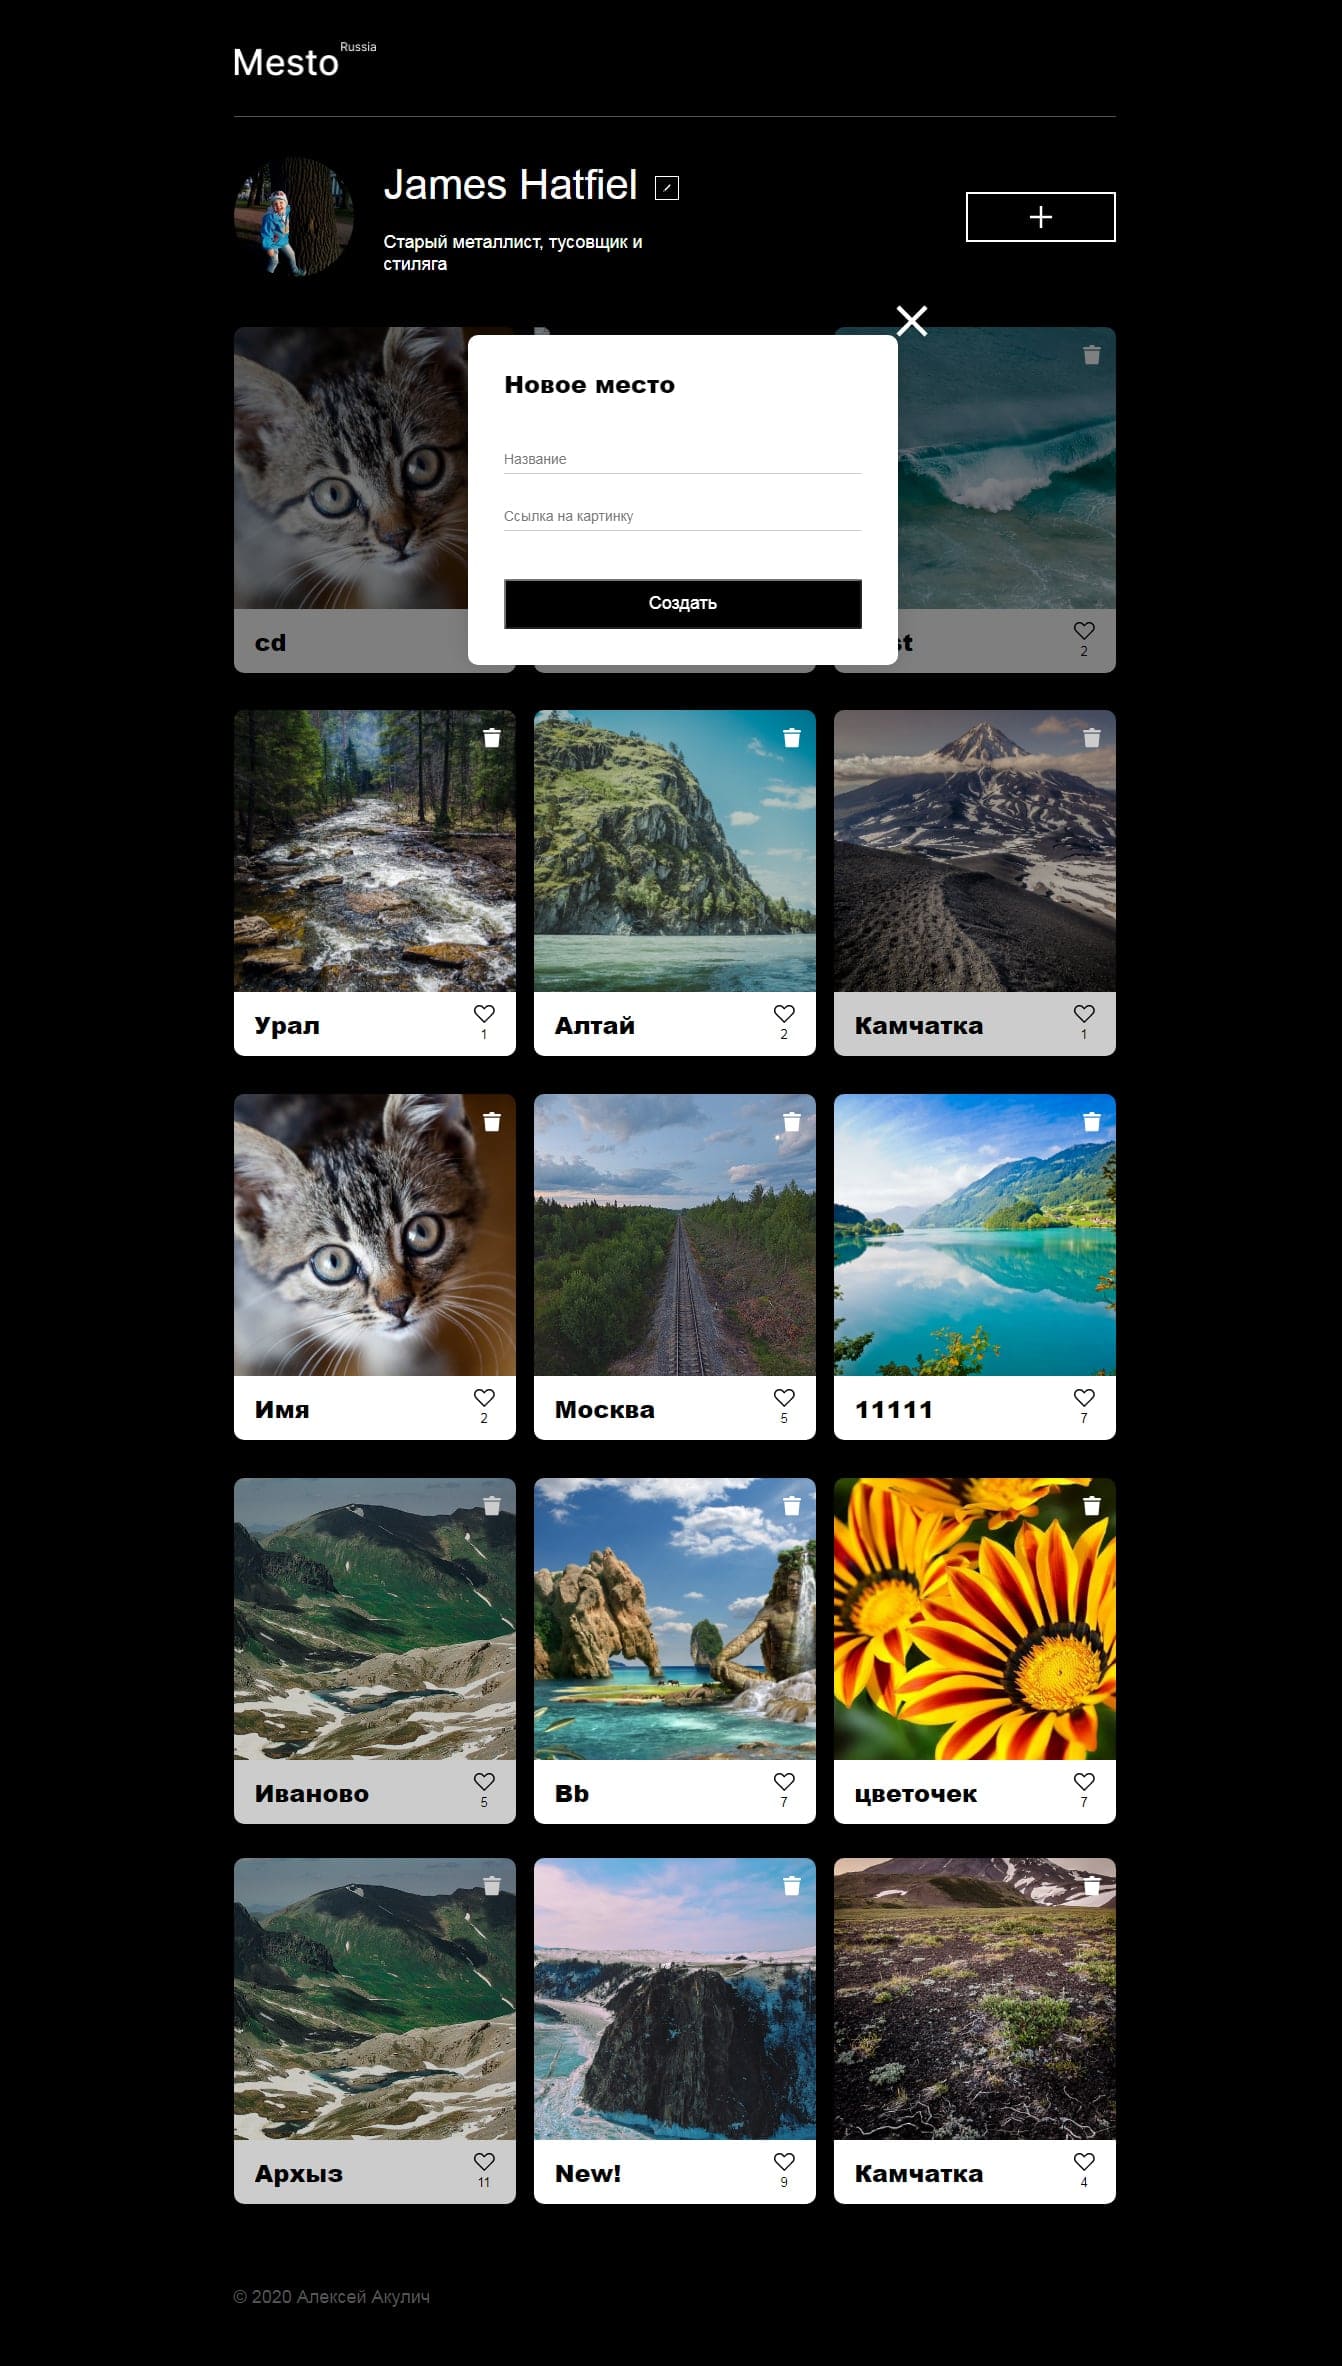 Mesto Russia
James Hatfiel
Старый металлист, тусовщик и
стиляга
Новое место
Название
Ссылка на картинку
Создать
cd
st
2
Урал
1
Алтай
2
Камчатка
1
Имя
2
Москва
5
11111
7
Иваново
5
Bb
7
цветочек
7
Архыз
11
New!
9
Камчатка
4
© 2020 Алексей Акулич